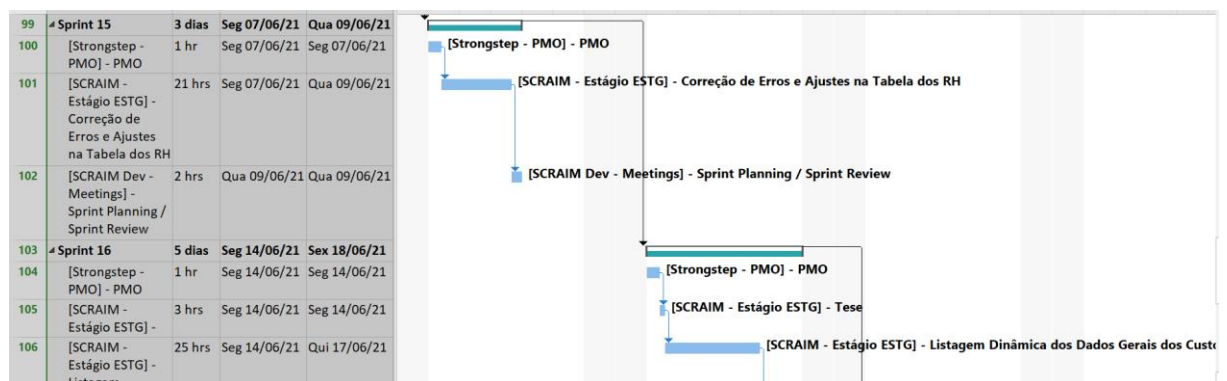 99 Sprint 15 3 dias Seg 07/06/21 Qua 09/06/21
100 [Strongstep - 1 hr Seg 07/06/21 Seg 07/06/21 [Strongstep - PMO] - PMO
PMO] - PMO
101 [SCRAIM - 21 hrs Seg 07/06/21 Qua 09/06/21 [SCRAIM - Estágio ESTG] - Correção de Erros e Ajustes na Tabela dos RH
Estágio ESTG] -
Correção de
Erros e Ajustes
na Tabela dos RH
102 [SCRAIM Dev - 2 hrs Qua 09/06/21 Qua 09/06/21 [SCRAIM Dev - Meetings] - Sprint Planning / Sprint Review
Meetings] -
Sprint Planning /
Sprint Review
103 Sprint 16 5 dias Seg 14/06/21 Sex 18/06/21
104 [Strongstep - 1 hr Seg 14/06/21 Seg 14/06/21 [Strongstep - PMO] - PMO
PMO] - PMO
105 [SCRAIM - 3 hrs Seg 14/06/21 Seg 14/06/21 [SCRAIM - Estágio ESTG] - Tese
Estágio ESTG] -
106 [SCRAIM - 25 hrs Seg 14/06/21 Qui 17/06/21 [SCRAIM - Estágio ESTG] - Listagem Dinâmica dos Dados Gerais dos Custo
Estágio ESTG] -